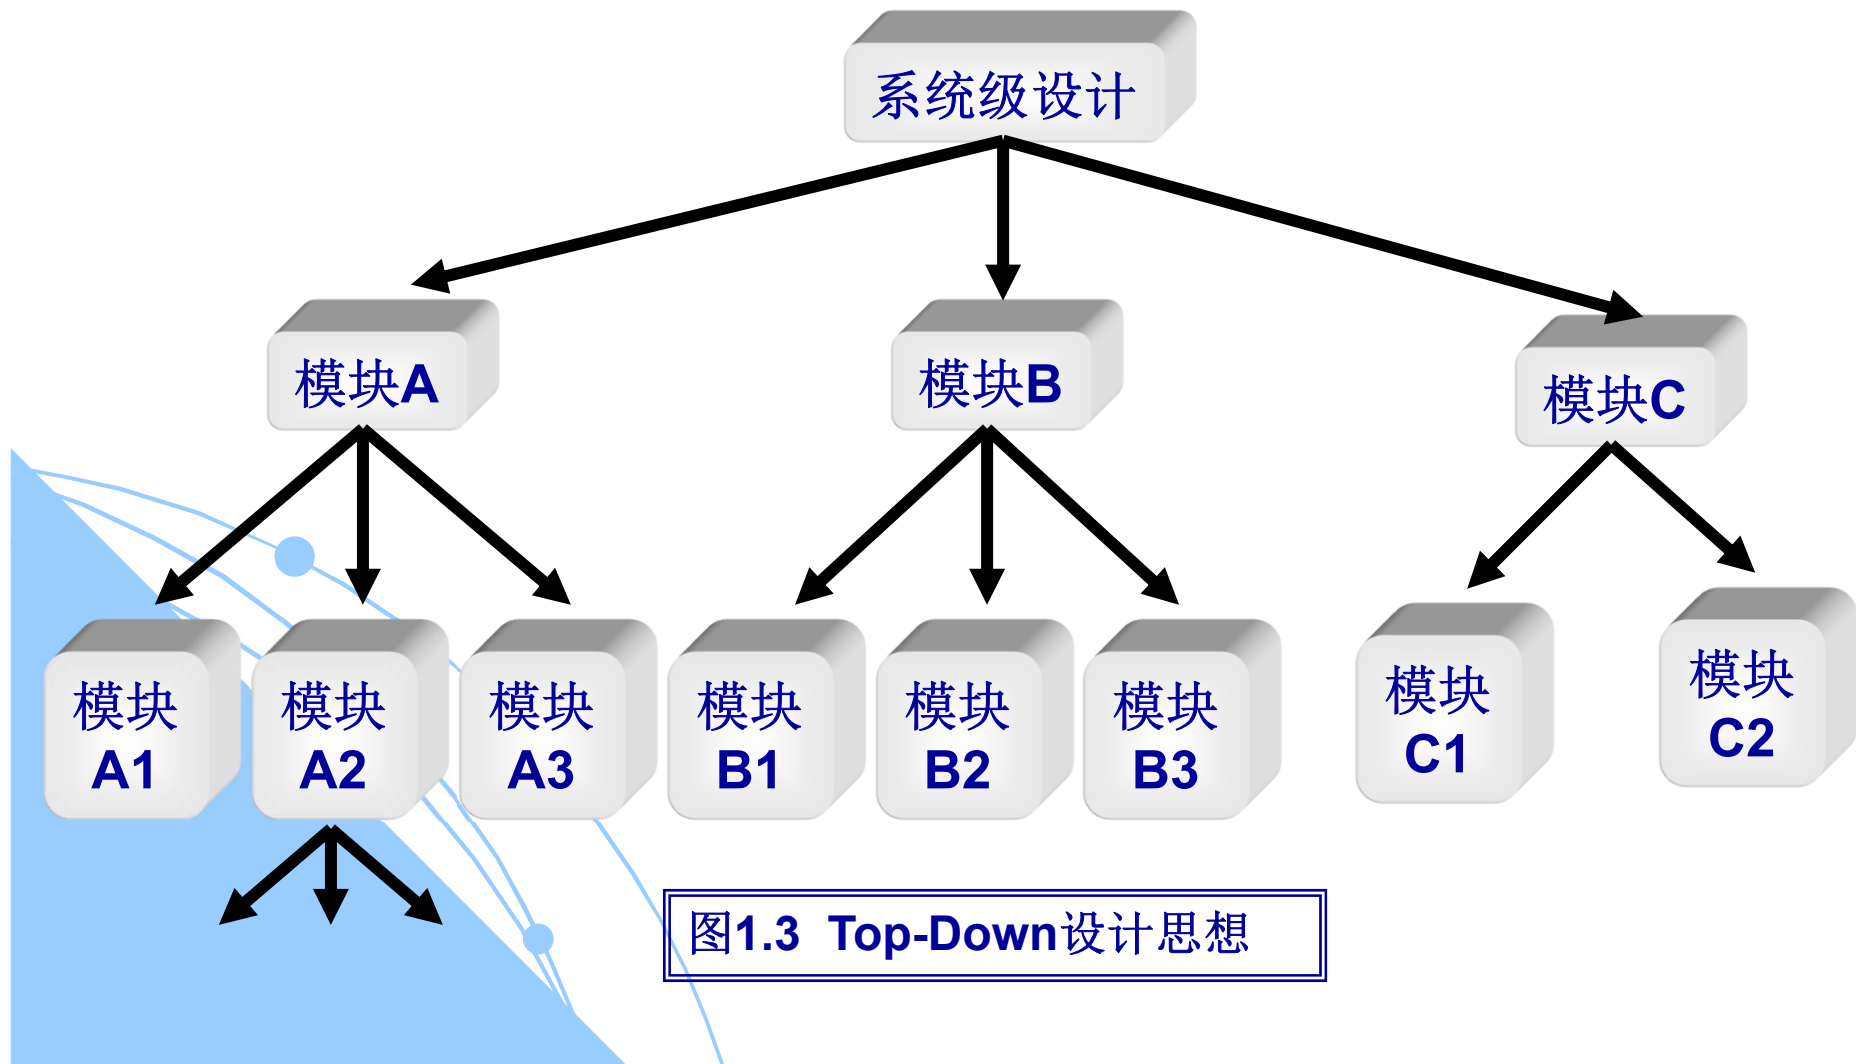 系统级设计
模块A
模块B
模块C
模块
A1
模块
A2
模块
A3
模块
B1
模块
B2
模块
B3
模块
C1
模块
C2
图1.3 Top-Down设计思想